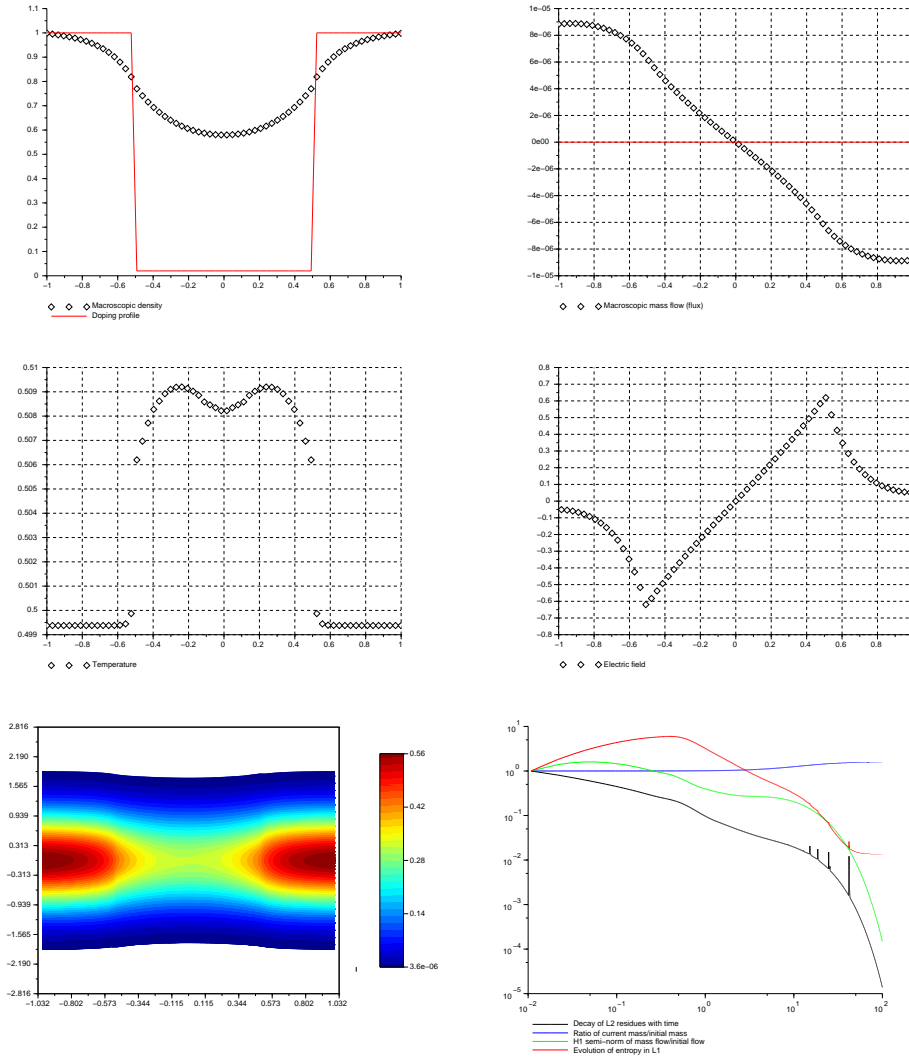 1.1
1
0.9
0.8
0.7
0.6
0.5
0.4
0.3
0.2
0.1
0
−1 −0.8 −0.6 −0.4 −0.2 0 0.2 0.4 0.6 0.8 1
Macroscopic density
Doping profile
1e−05
8e−06
6e−06
4e−06
2e−06
0e00
−2e−06
−4e−06
−6e−06
−8e−06
−1e−05
−1 −0.8 −0.6 −0.4 −0.2 0 0.2 0.4 0.6 0.8
Macroscopic mass flow (flux)
0.51
0.509
0.508
0.507
0.506
0.505
0.504
0.503
0.502
0.501
0.5
0.499
−1 −0.8 −0.6 −0.4 −0.2 0 0.2 0.4 0.6 0.8 1
Temperature
0.8
0.7
0.6
0.5
0.4
0.3
0.2
0.1
0
−0.1
−0.2
−0.3
−0.4
−0.5
−0.6
−0.7
−0.8
−1 −0.8 −0.6 −0.4 −0.2 0 0.2 0.4 0.6 0.8
Electric field
2.816
2.190
1.565
0.939
0.313
−0.313
−0.939
−1.565
−2.190
−2.816
−1.032 −0.802 −0.573 −0.344 −0.115 0.115 0.344 0.573 0.802 1.032
0.56
0.42
0.28
0.14
3.6e−06
10 1
10 0
10 −1
10 −2
10 −3
10 −4
10 −5
10 −2 10 −1 10 0 10 1 10 2
Decay of L2 residues with time
Ratio of current mass/initial mass
H1 semi−norm of mass flow/initial flow
Evolution of entropy in L1